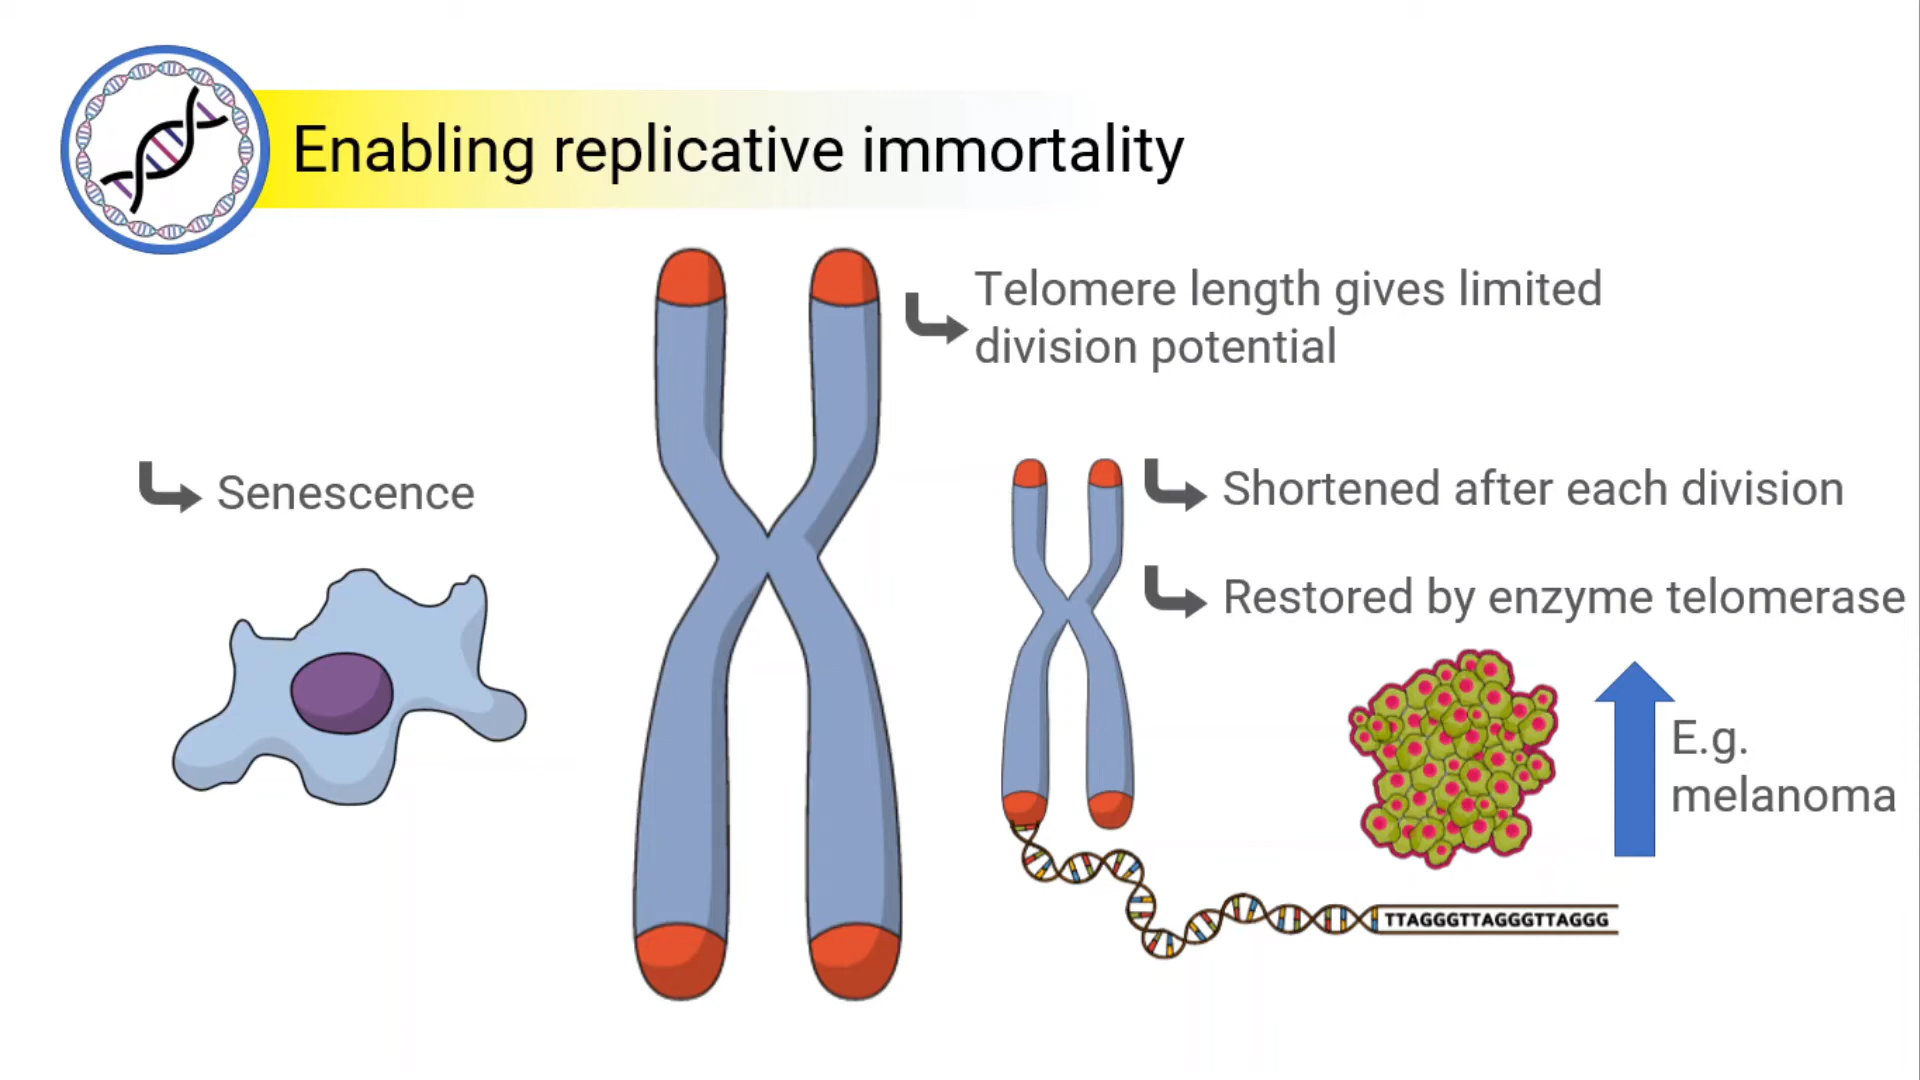 Enabling replicative immortality
Telomere length gives limited
division potential
Senescence
Shortened after each division
Restored by enzyme telomerase
E.g.
melanoma
TTAGGGTTAGGGTTAGGG